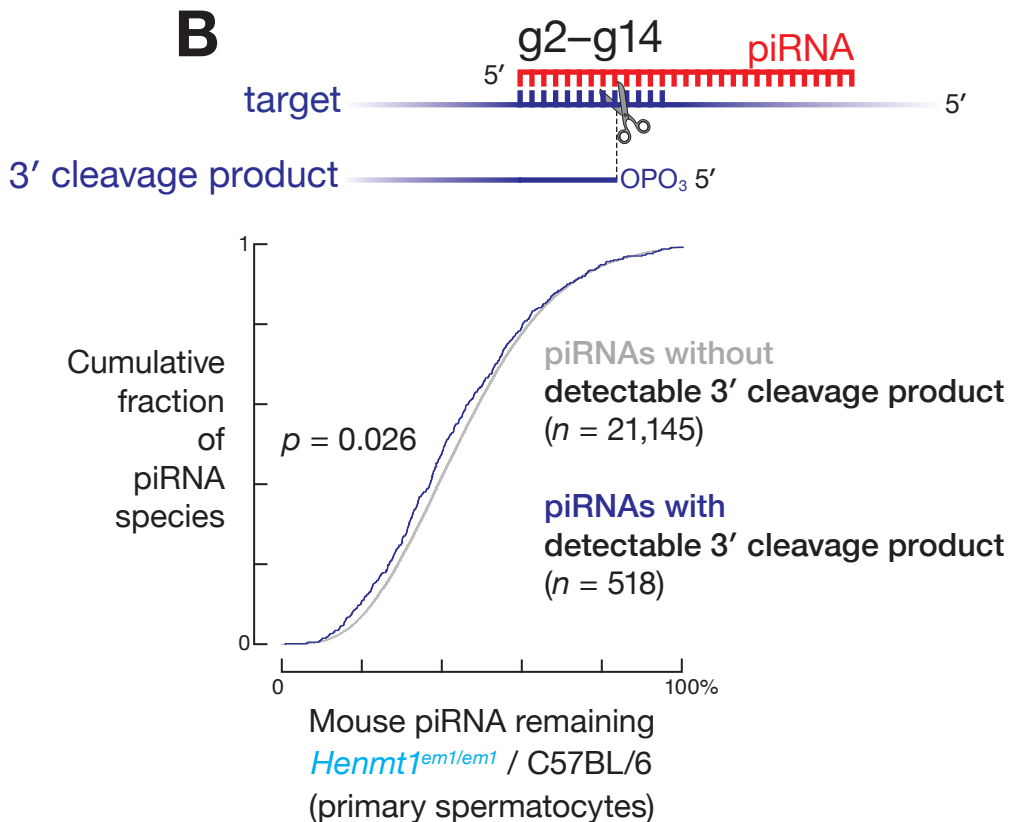 B
g2–g14
piRNA
5′
target
5′
3′ cleavage product
OPO₃ 5′
1
Cumulative
fraction
of
piRNA
species
p = 0.026
piRNAs without
detectable 3′ cleavage product
(n = 21,145)
piRNAs with
detectable 3′ cleavage product
(n = 518)
0
0
100%
Mouse piRNA remaining
Henmt1em1/em1 / C57BL/6
(primary spermatocytes)